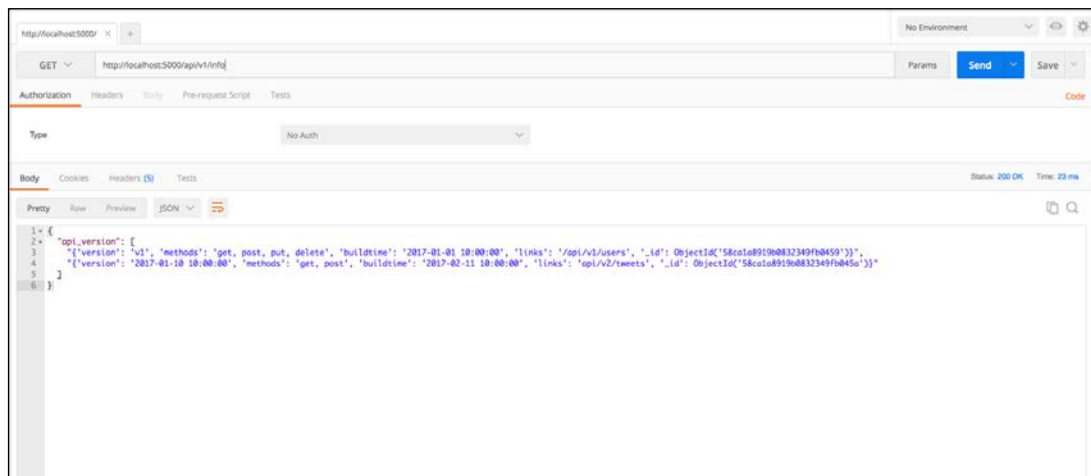 http://localhost:5000/
No Environment
GET http://localhost:5000/api/v1/info Params Send Save
Authorization Headers Body Pre-request Script Tests Code
Type No Auth
Body Cookies Headers (5) Tests Status: 200 OK Time: 23 ms
Pretty Raw Preview JSON
1 {
2 "api_version": [
3 "{'version': 'v1', 'methods': 'get, post, put, delete', 'buildtime': '2017-01-01 10:00:00', 'links': '/api/v1/users', '_id': ObjectId('58ca1a8919b0832349fb0459')}",
4 "{'version': '2017-01-10 10:00:00', 'methods': 'get, post', 'buildtime': '2017-02-11 10:00:00', 'links': 'api/v2/tweets', '_id': ObjectId('58ca1a8919b0832349fb045a')}"
5 ]
6 }